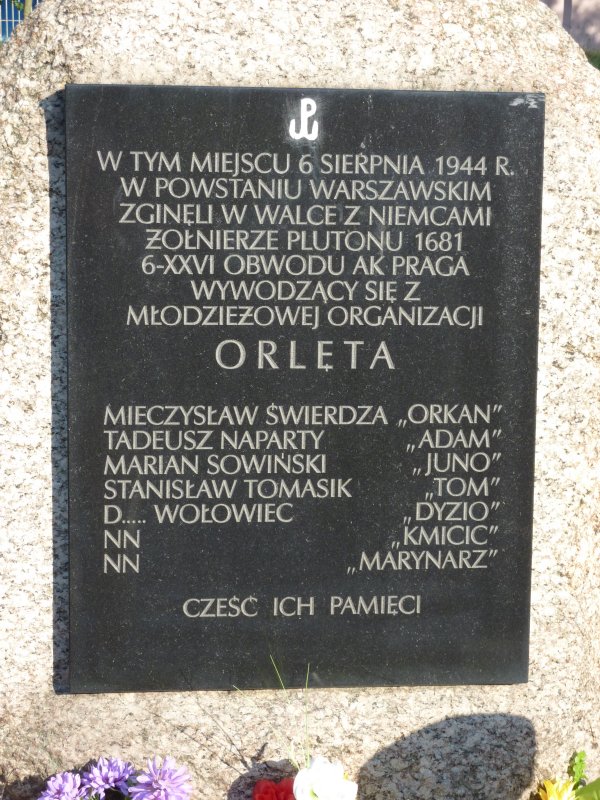 W TYM MIEJSCU 6 SIERPNIA 1944 R.
W POWSTANIU WARSZAWSKIM
ZGINĘLI W WALCE Z NIEMCAMI
ŻOŁNIERZE PLUTONU 1681
6-XXVI OBWODU AK PRAGA
WYWODZĄCY SIĘ Z
MŁODZIEŻOWEJ ORGANIZACJI
ORLĘTA
MIECZYSŁAW ŚWIERDZA „ORKAN”
TADEUSZ NAPARTY „ADAM”
MARIAN SOWIŃSKI „JUNO”
STANISŁAW TOMASIK „TOM”
D..... WOŁOWIEC „DYZIO”
NN „KMICIC”
NN „MARYNARZ”
CZEŚĆ ICH PAMIĘCI